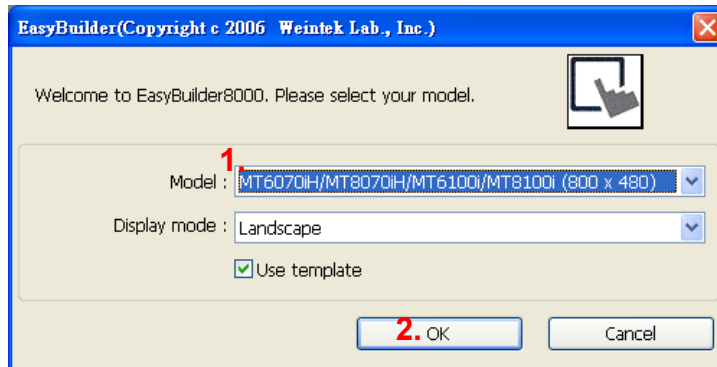 EasyBuilder(Copyright c 2006 Weintek Lab., Inc.)
Welcome to EasyBuilder8000. Please select your model.
1.
Model : MT6070iH/MT8070iH/MT6100i/MT8100i (800 x 480)
Display mode : Landscape
Use template
2. OK Cancel